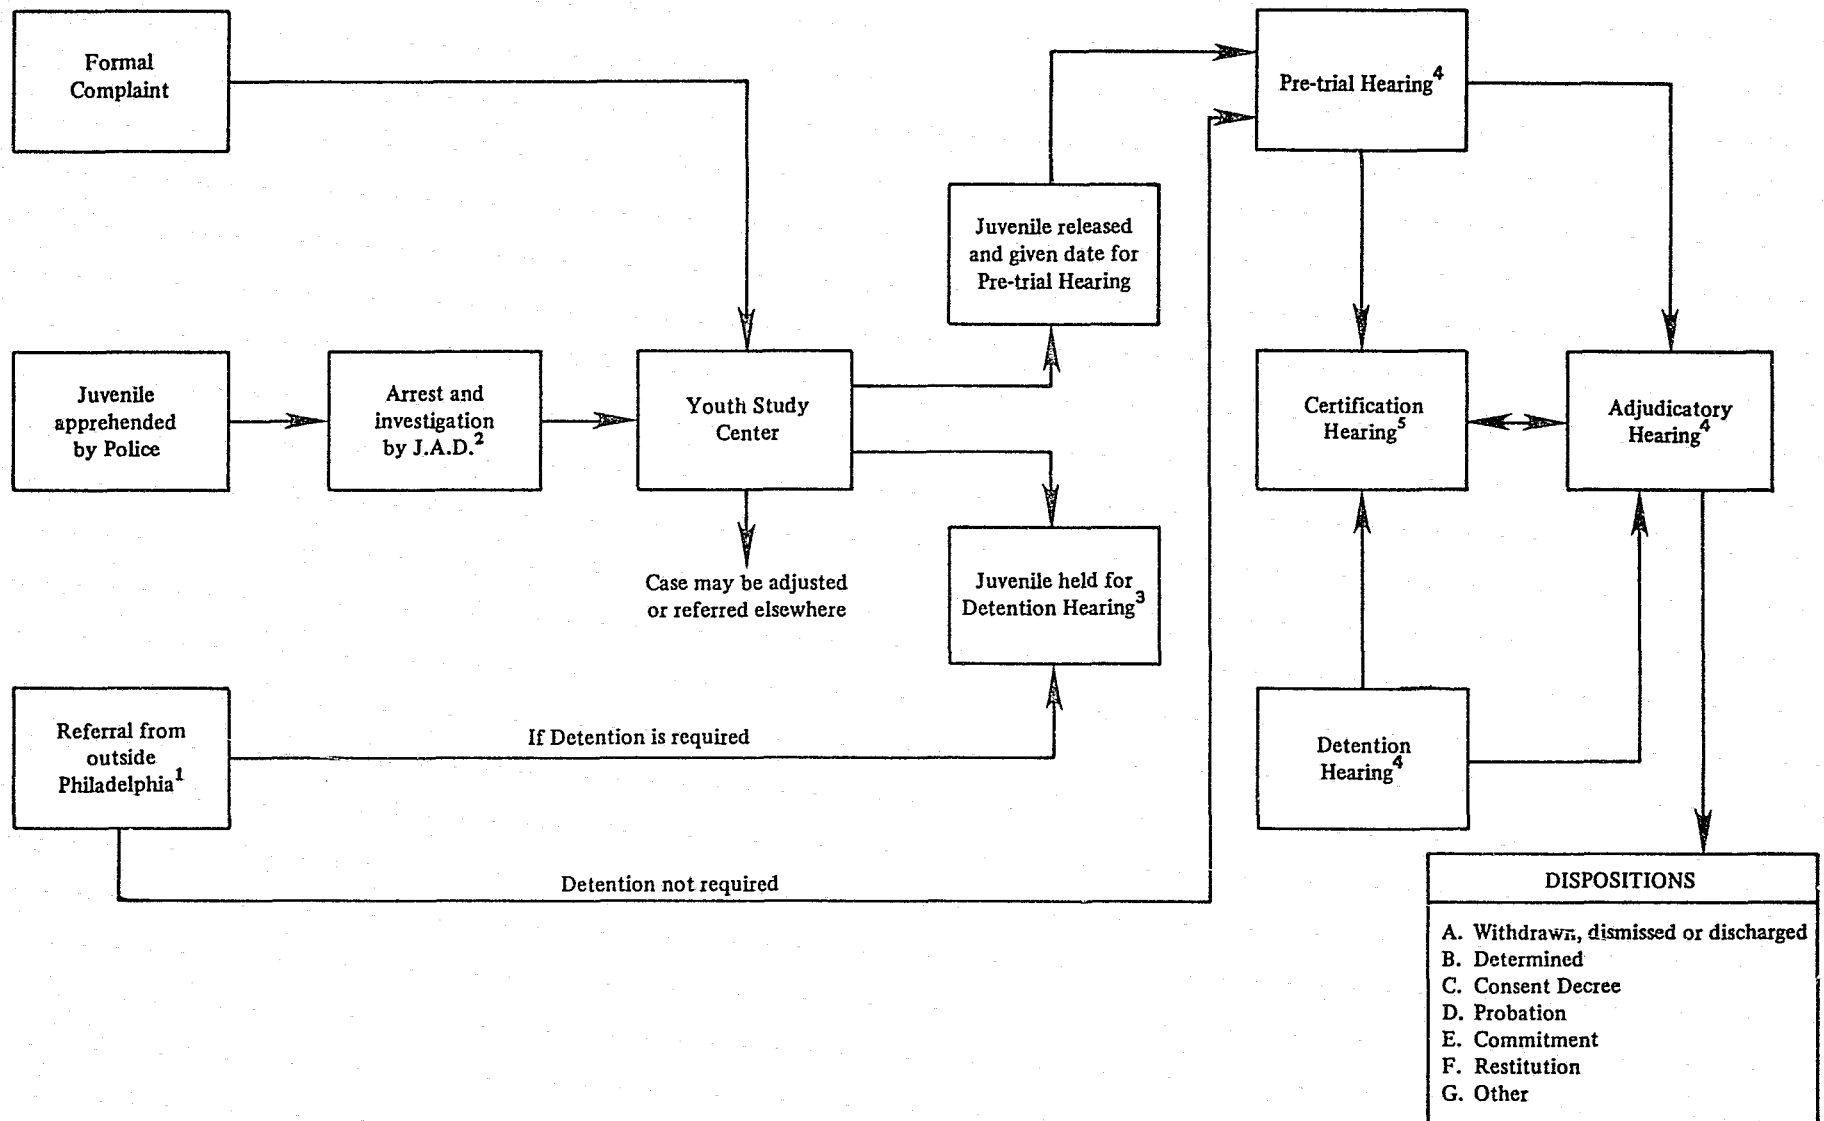 Formal
Complaint
Pre-trial Hearing4
Juvenile released
and given date for
Pre-trial Hearing
Juvenile
apprehended
by Police
Arrest and
investigation
by J.A.D.2
Youth Study
Center
Certification
Hearing5
Adjudicatory
Hearing4
Case may be adjusted
or referred elsewhere
Juvenile held for
Detention Hearing3
Referral from
outside
Philadelphia1
If Detention is required
Detention
Hearing4
Detention not required
DISPOSITIONS
A. Withdrawn, dismissed or discharged
B. Determined
C. Consent Decree
D. Probation
E. Commitment
F. Restitution
G. Other